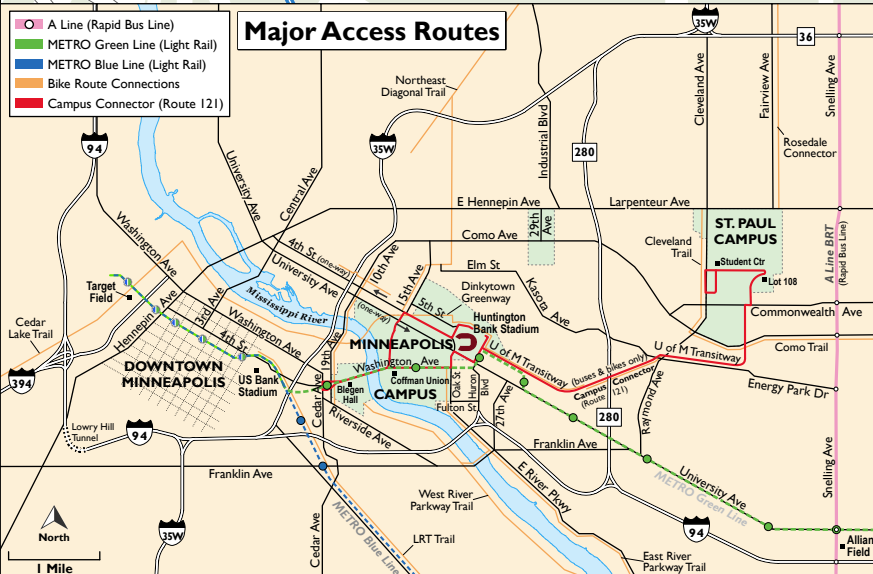 Major Access Routes
A Line (Rapid Bus Line)
METRO Green Line (Light Rail)
METRO Blue Line (Light Rail)
Bike Route Connections
Campus Connector (Route 121)
35W
36
Northeast
Diagonal Trail
Cleveland Ave
Fairview Ave
Snelling Ave
94
35W
Industrial Blvd
280
Rosedale
Connector
University Ave
Central Ave
E Hennepin Ave
Larpenteur Ave
29th
Ave
Washington Ave
4th St (one-way)
University Ave
Como Ave
10th Ave
Elm St
Cleveland
Trail
ST. PAUL
CAMPUS
Student Ctr
Lot 108
A Line BRT
(Rapid Bus Line)
Target
Field
Mississippi River
15th Ave
5th St
(one-way)
Dinkytown
Greenway
Kasota Ave
Hennepin Ave
3rd Ave
Washington Ave
4th St
Huntington
Bank Stadium
Commonwealth Ave
Cedar
Lake Trail
MINNEAPOLIS
CAMPUS
U of M Transitway (buses & bikes only)
U of M Transitway
Como Trail
DOWNTOWN
MINNEAPOLIS
19th Ave
Washington Ave
394
US Bank
Stadium
Cedar Ave
Blegen
Hall
Coffman Union
Oak St
Huron
Blvd
Fulton St
27th Ave
Campus Connector
(Route 121)
Raymond Ave
Energy Park Dr
280
Lowry Hill
Tunnel
94
Riverside Ave
Franklin Ave
Franklin Ave
E River Pkwy
University Ave
METRO Green Line
Snelling Ave
West River
Parkway Trail
94
North
35W
Cedar Ave
METRO Blue Line
LRT Trail
East River
Parkway Trail
Allian
Field
1 Mile